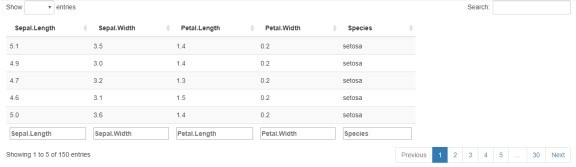 Show entries Search:
Sepal.Length Sepal.Width Petal.Length Petal.Width Species
5.1 3.5 1.4 0.2 setosa
4.9 3.0 1.4 0.2 setosa
4.7 3.2 1.3 0.2 setosa
4.6 3.1 1.5 0.2 setosa
5.0 3.6 1.4 0.2 setosa
Sepal.Length Sepal.Width Petal.Length Petal.Width Species
Showing 1 to 5 of 150 entries Previous 1 2 3 4 5 ... 30 Next